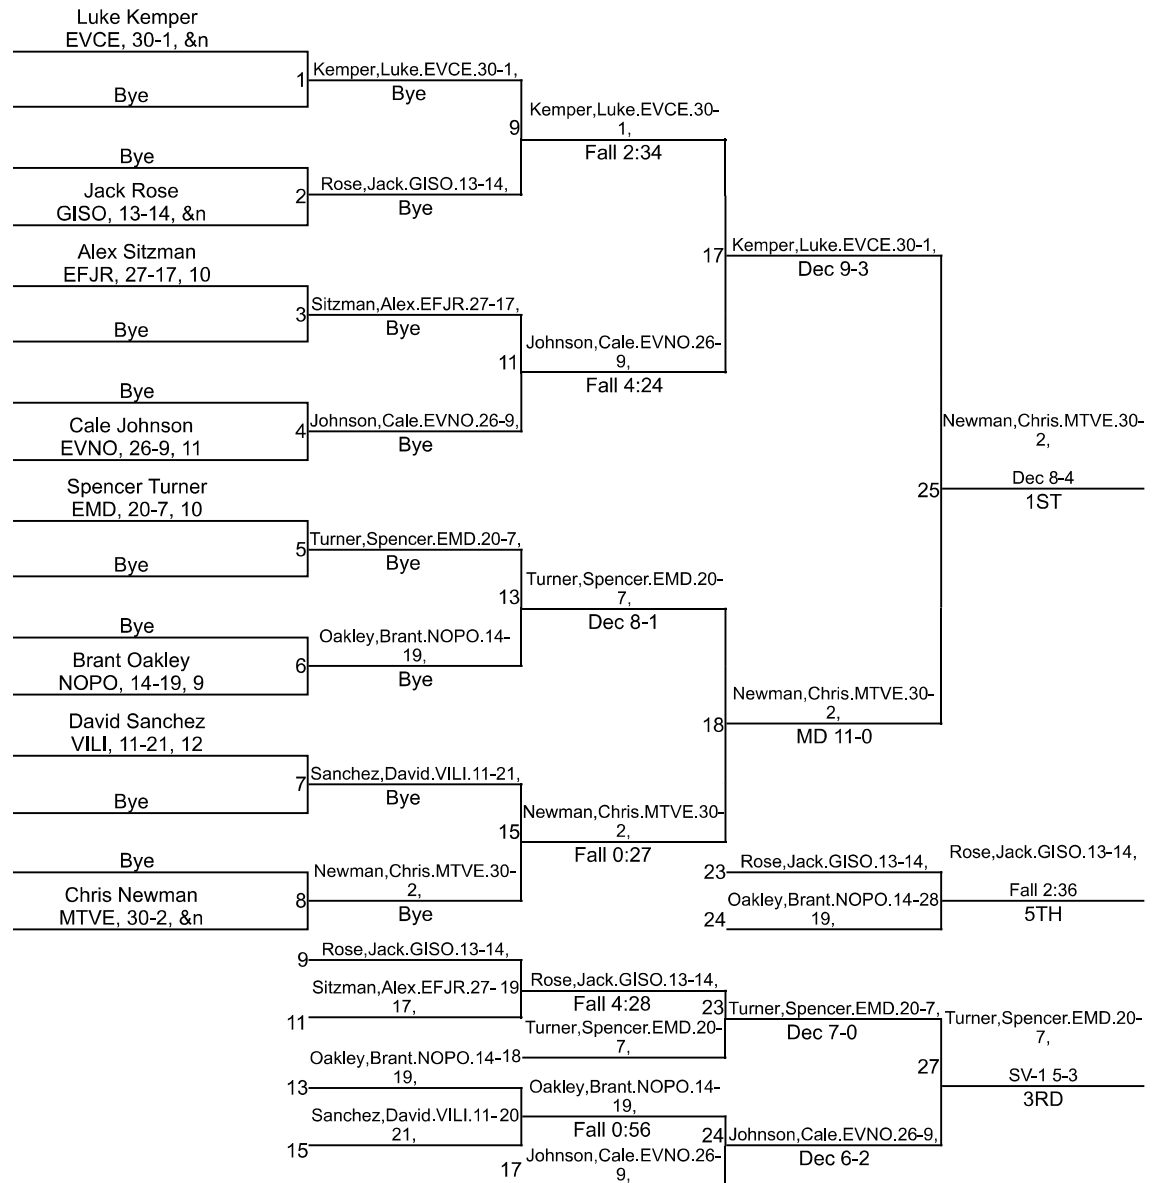 Luke Kemper
EVCE, 30-1, &n
Bye
1
Kemper,Luke.EVCE.30-1,
Bye
Bye
Jack Rose
GISO, 13-14, &n
2
Rose,Jack.GISO.13-14,
Bye
9
Kemper,Luke.EVCE.30-
1,
Fall 2:34
Alex Sitzman
EFJR, 27-17, 10
Bye
3
Sitzman,Alex.EFJR.27-17,
Bye
Bye
Cale Johnson
EVNO, 26-9, 11
4
Johnson,Cale.EVNO.26-9,
Bye
11
Johnson,Cale.EVNO.26-
9,
Fall 4:24
17
Kemper,Luke.EVCE.30-1,
Dec 9-3
Spencer Turner
EMD, 20-7, 10
Bye
5
Turner,Spencer.EMD.20-7,
Bye
Bye
Brant Oakley
NOPO, 14-19, 9
6
Oakley,Brant.NOPO.14-
19,
Bye
13
Turner,Spencer.EMD.20-
7,
Dec 8-1
David Sanchez
VILI, 11-21, 12
Bye
7
Sanchez,David.VILI.11-21,
Bye
Bye
Chris Newman
MTVE, 30-2, &n
8
Newman,Chris.MTVE.30-
2,
Bye
15
Newman,Chris.MTVE.30-
2,
Fall 0:27
18
Newman,Chris.MTVE.30-
2,
MD 11-0
25
Newman,Chris.MTVE.30-
2,
Dec 8-4
1ST
23
Rose,Jack.GISO.13-14,
24
Oakley,Brant.NOPO.14-28
19,
Rose,Jack.GISO.13-14,
Fall 2:36
5TH
9
Rose,Jack.GISO.13-14,
11
Sitzman,Alex.EFJR.27-
17,
19
Rose,Jack.GISO.13-14,
Fall 4:28
18
Turner,Spencer.EMD.20-
7,
23
Turner,Spencer.EMD.20-7,
Dec 7-0
13
Oakley,Brant.NOPO.14-
19,
15
Sanchez,David.VILI.11-
21,
20
Oakley,Brant.NOPO.14-
19,
Fall 0:56
17
Johnson,Cale.EVNO.26-
9,
24
Johnson,Cale.EVNO.26-9,
Dec 6-2
27
Turner,Spencer.EMD.20-
7,
SV-1 5-3
3RD